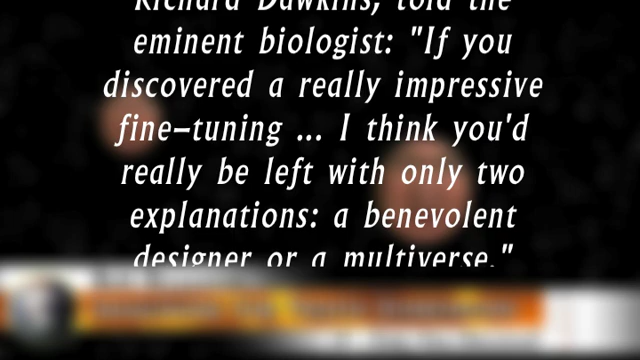 Richard Dawkins, told the
eminent biologist: "If you
discovered a really impressive
fine–tuning ... I think you'd
really be left with only two
explanations: a benevolent
designer or a multiverse."